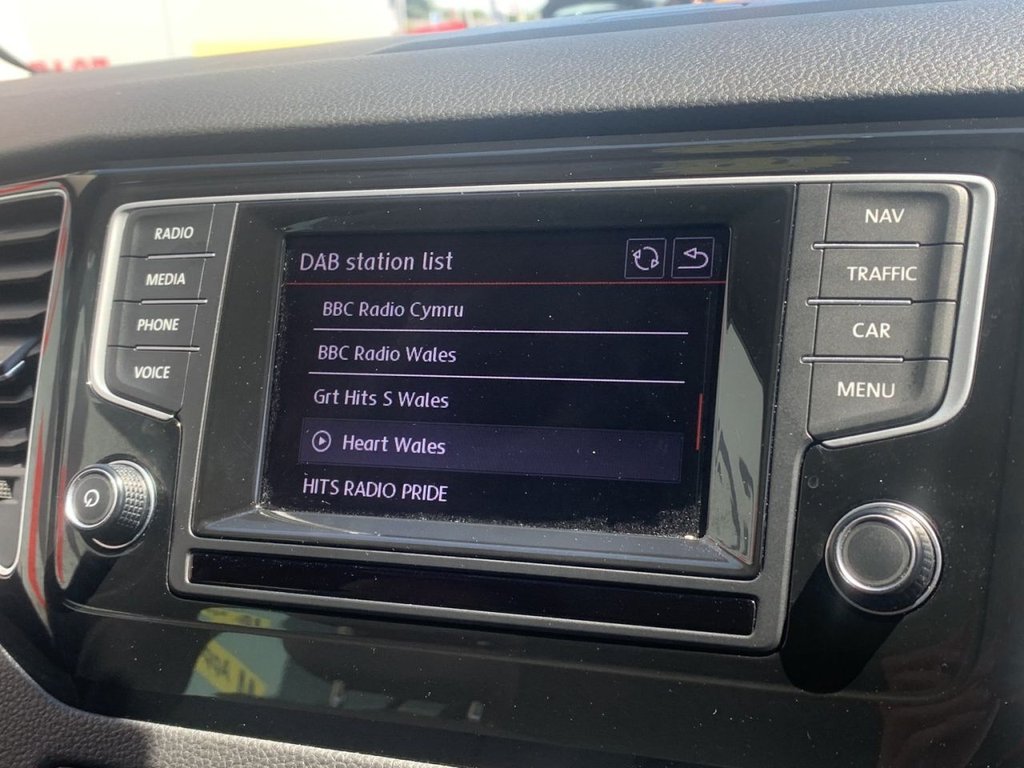 RADIO
MEDIA
PHONE
VOICE
DAB station list
BBC Radio Cymru
BBC Radio Wales
Grt Hits S Wales
Heart Wales
HITS RADIO PRIDE
NAV
TRAFFIC
CAR
MENU